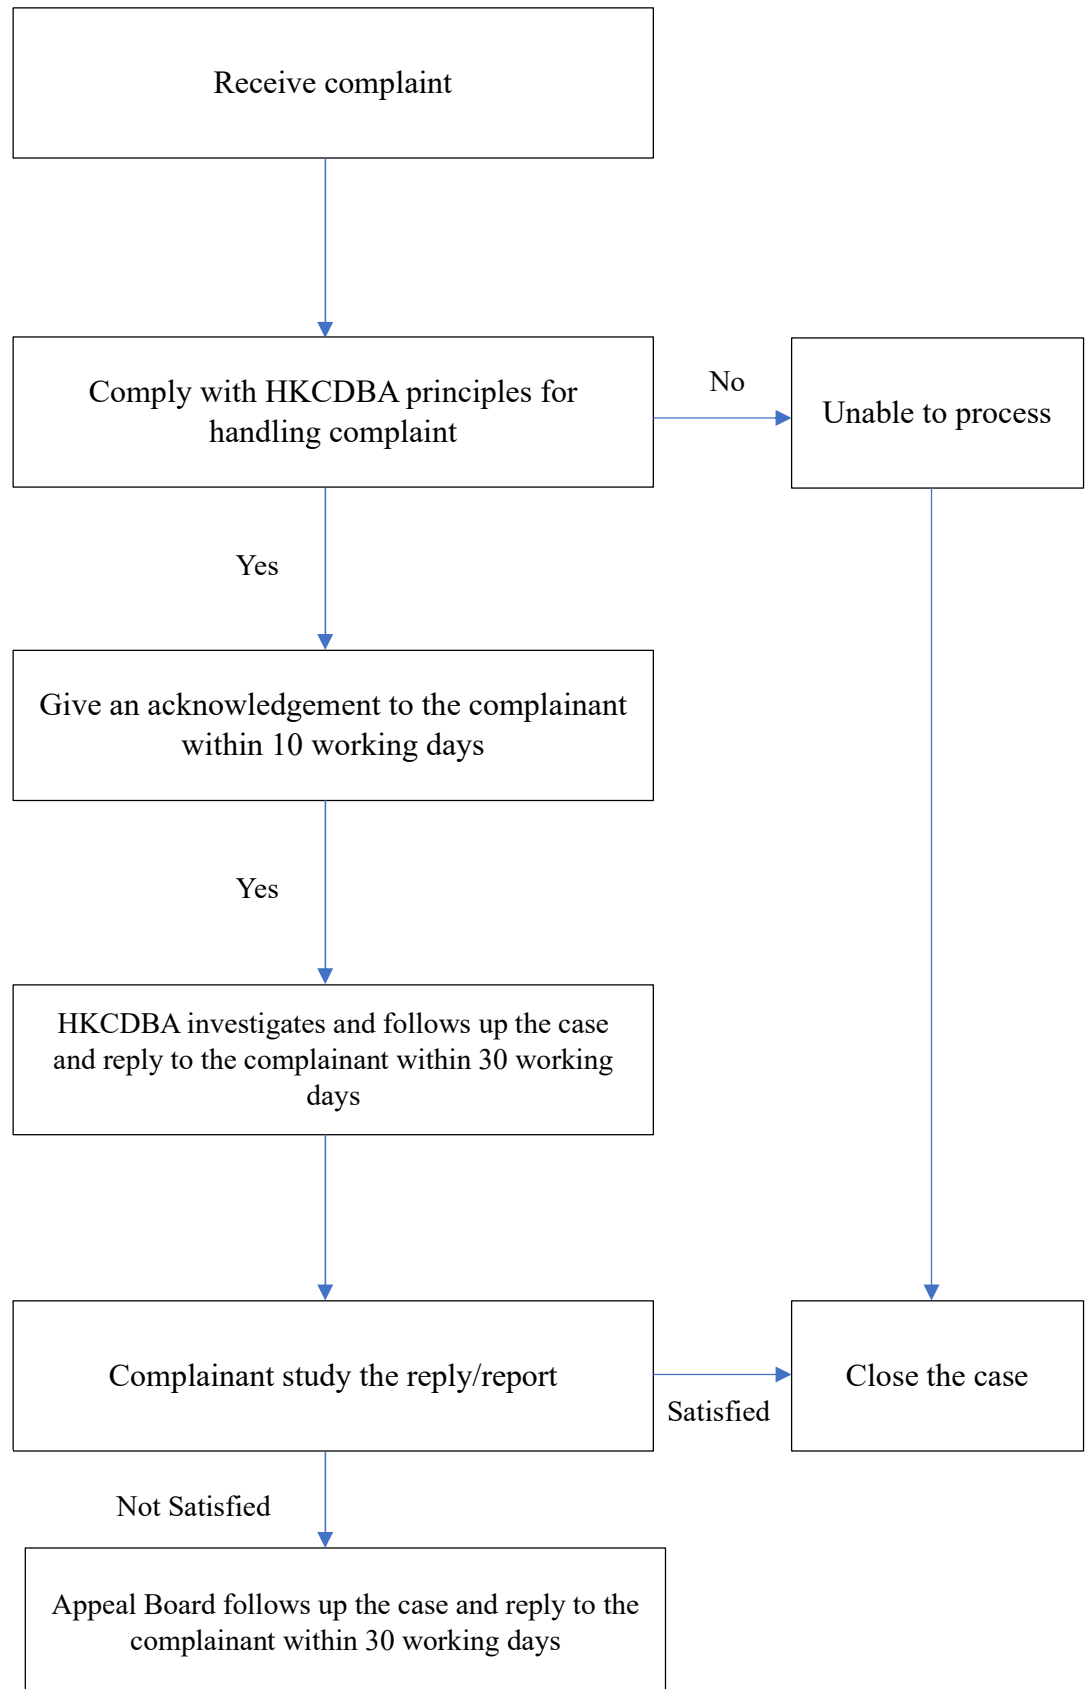 Receive complaint
Comply with HKCDBA principles for
handling complaint
No
Unable to process
Yes
Give an acknowledgement to the complainant
within 10 working days
Yes
HKCDBA investigates and follows up the case
and reply to the complainant within 30 working
days
Complainant study the reply/report
Satisfied
Close the case
Not Satisfied
Appeal Board follows up the case and reply to the
complainant within 30 working days